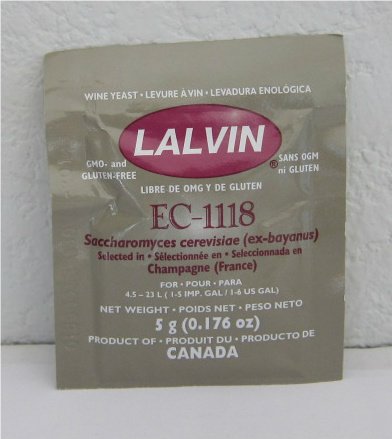 WINE YEAST • LEVURE À VIN • LEVADURA ENOLÓGICA
LALVIN®
GMO- and
GLUTEN-FREE
SANS OGM
ni GLUTEN
LIBRE DE OMG Y DE GLUTEN
EC-1118
Saccharomyces cerevisiae (ex-bayanus)
Selected in • Sélectionnée en • Seleccionnada en
Champagne (France)
FOR • POUR • PARA
4.5 – 23 L ( 1-5 IMP. GAL / 1-6 US GAL)
NET WEIGHT • POIDS NET • PESO NETO
5 g (0.176 oz)
PRODUCT OF • PRODUIT DU • PRODUCTO DE
CANADA